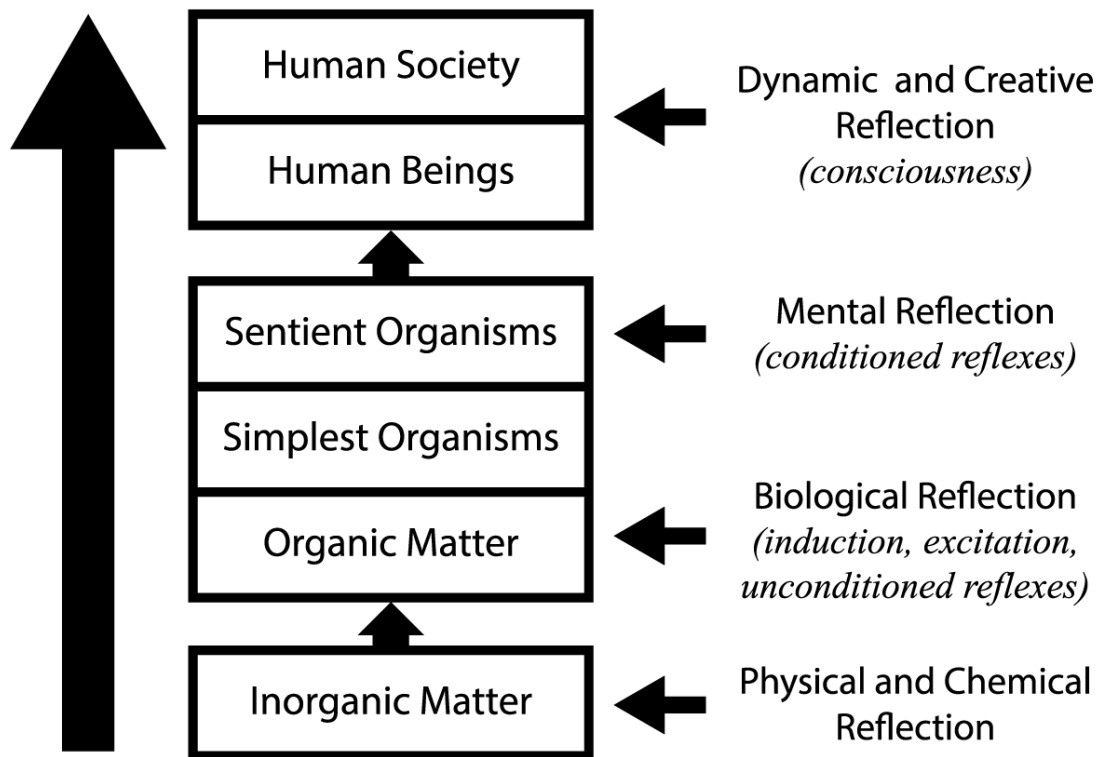 Human Society
Human Beings
Dynamic and Creative
Reflection
(consciousness)
Sentient Organisms
Mental Reflection
(conditioned reflexes)
Simplest Organisms
Organic Matter
Biological Reflection
(induction, excitation,
unconditioned reflexes)
Inorganic Matter
Physical and Chemical
Reflection